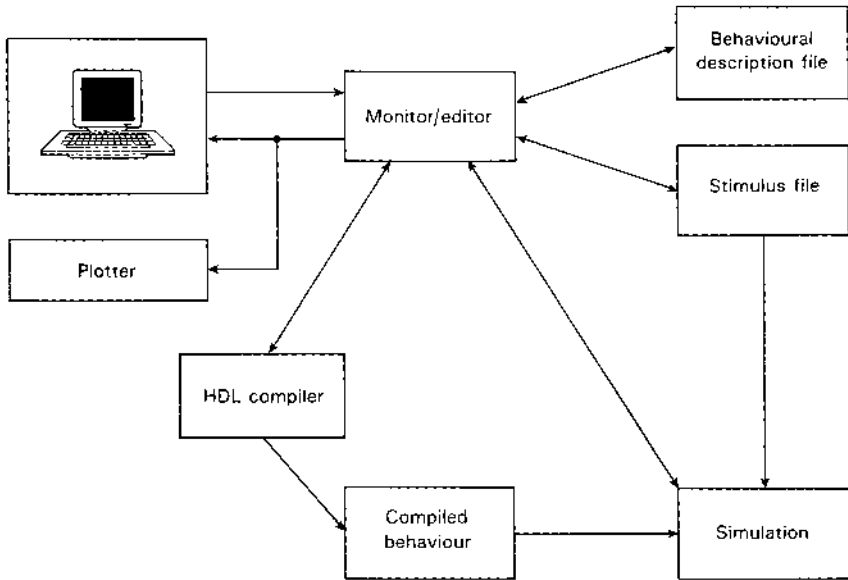 Behavioural
description file
Monitor/editor
Stimulus file
Plotter
HDL compiler
Compiled
behaviour
Simulation